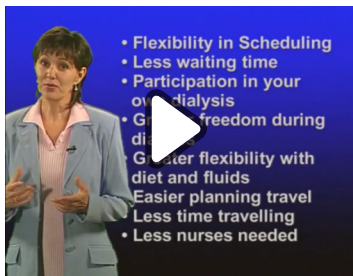 • Flexibility in Scheduling
• Less waiting time
• Participation in your
dialysis
• freedom during
• Greater flexibility with
diet and fluids
Easier planning travel
Less time travelling
• Less nurses needed